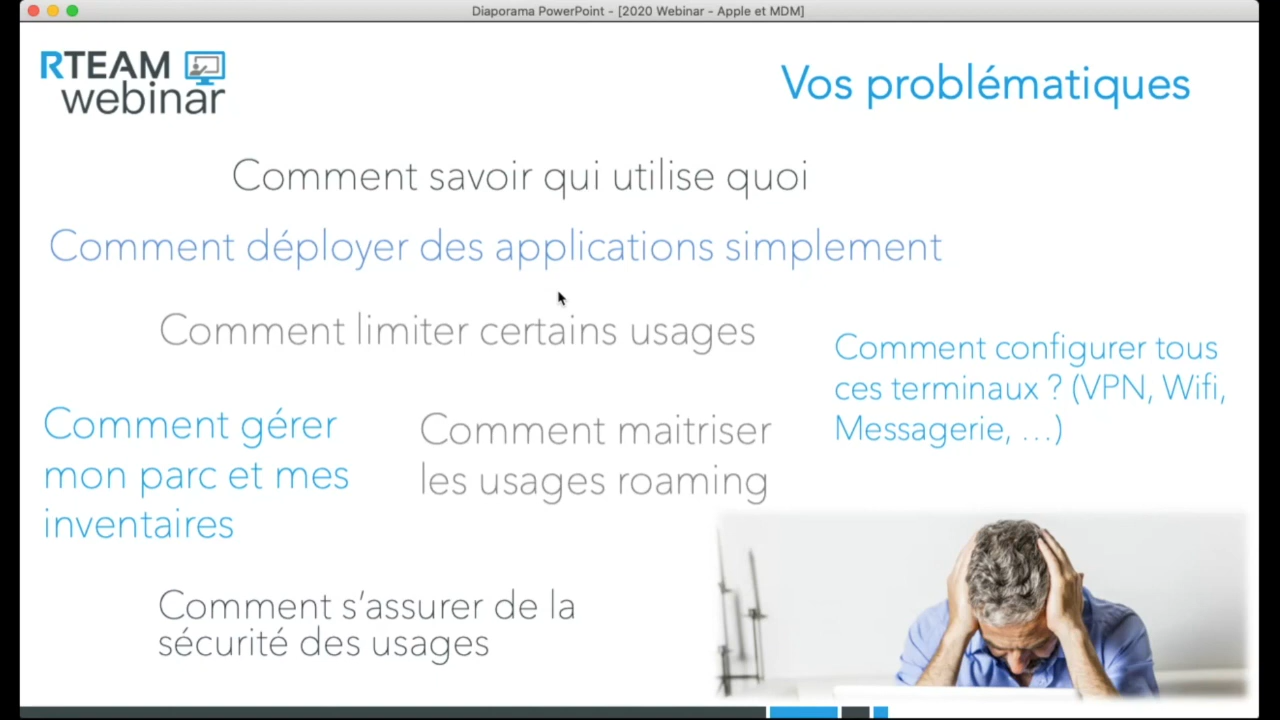 Diaporama PowerPoint - [2020 Webinar - Apple et MDM]
RTEAM
webinar
Vos problématiques
Comment savoir qui utilise quoi
Comment déployer des applications simplement
Comment limiter certains usages
Comment configurer tous
ces terminaux ? (VPN, Wifi,
Messagerie, …)
Comment gérer
mon parc et mes
inventaires
Comment maitriser
les usages roaming
Comment s’assurer de la
sécurité des usages